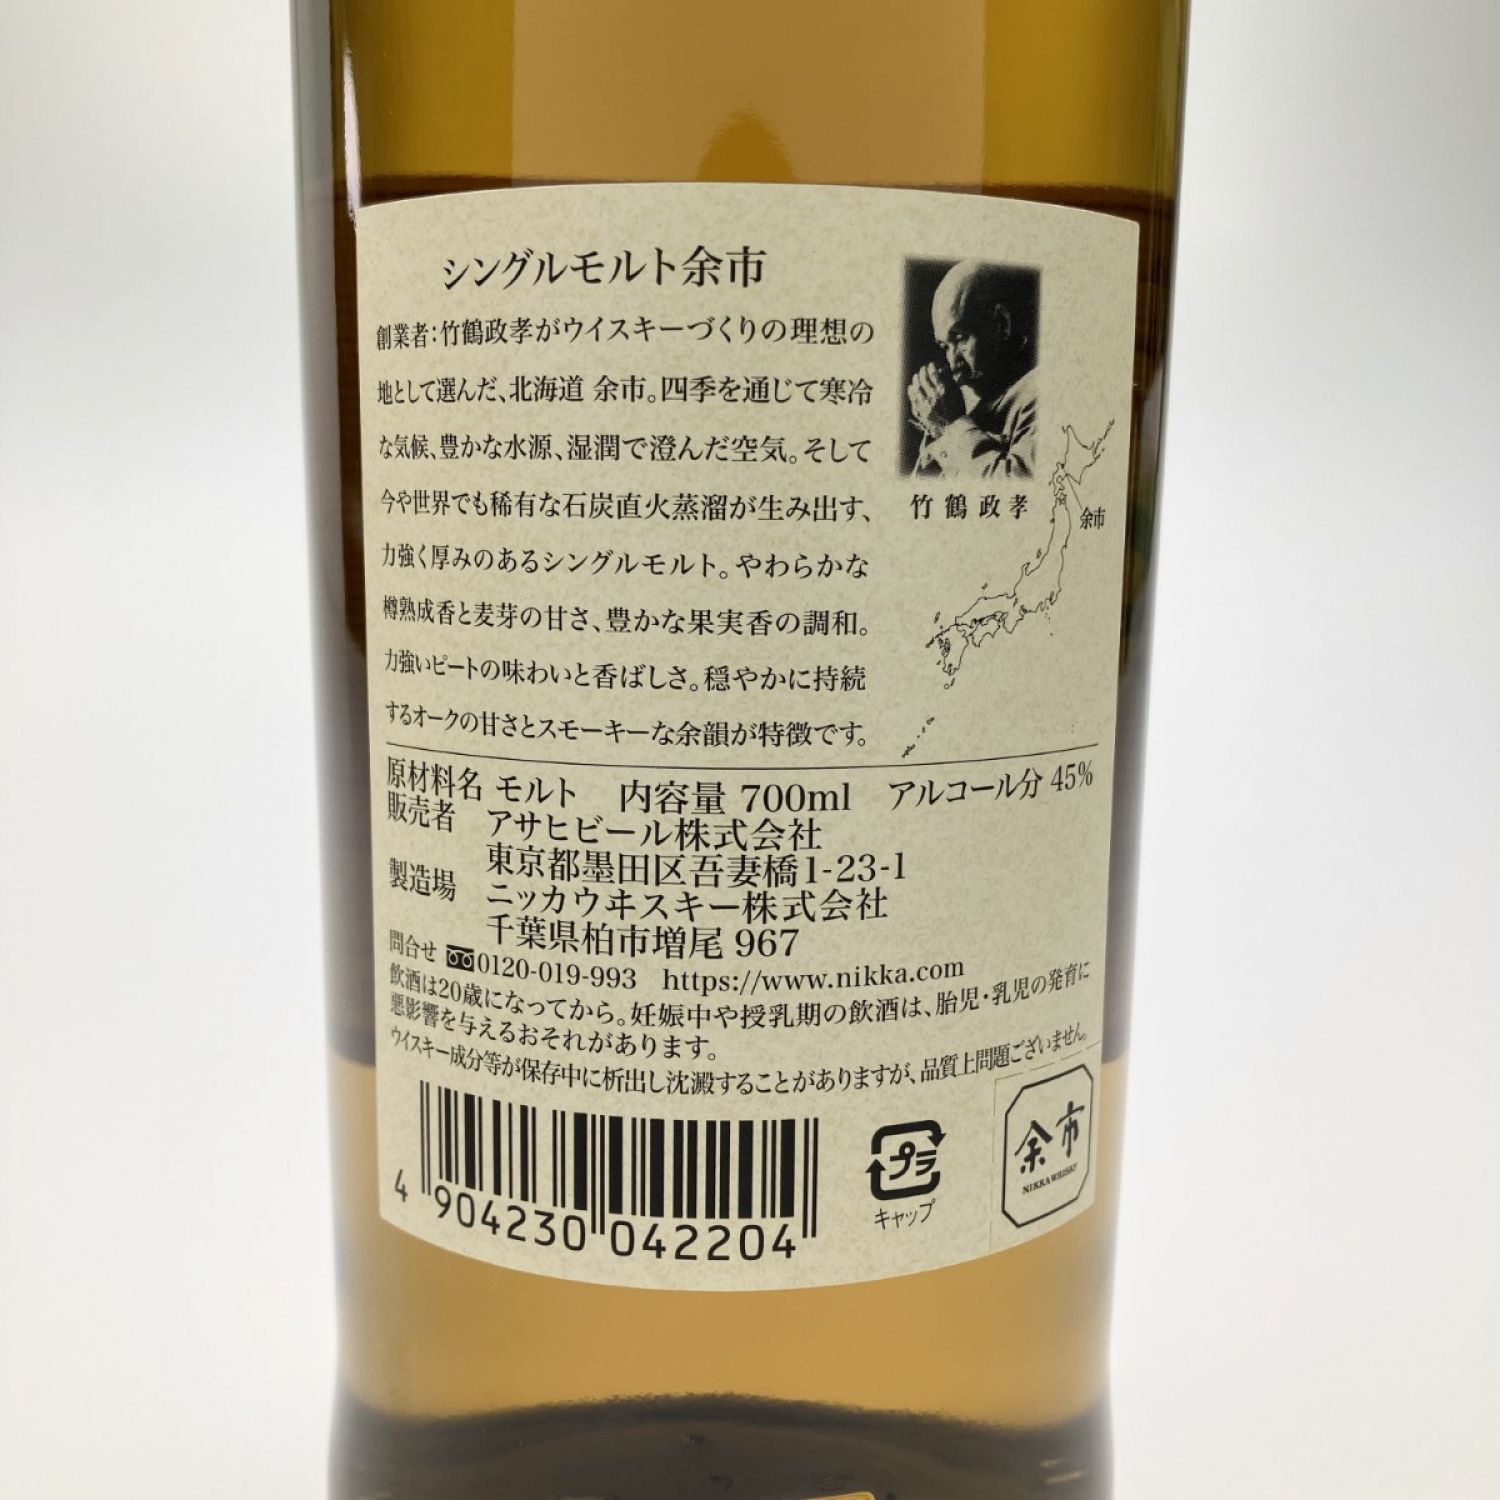 シングルモルト余市
創業者:竹鶴政孝がウイスキーづくりの理想の
地として選んだ、北海道 余市。四季を通じて寒冷
な気候、豊かな水源、湿潤で澄んだ空気。そして
今や世界でも稀有な石炭直火蒸溜が生み出す、
力強く厚みのあるシングルモルト。やわらかな
樽熟成香と麦芽の甘さ、豊かな果実香の調和。
力強いピートの味わいと香ばしさ。穏やかに持続
するオークの甘さとスモーキーな余韻が特徴です。
竹鶴政孝
余市
原材料名 モルト 内容量 700ml アルコール分 45%
販売者 アサヒビール株式会社
東京都墨田区吾妻橋1-23-1
製造場 ニッカウヰスキー株式会社
千葉県柏市増尾 967
問合せ 0120-019-993 https://www.nikka.com
飲酒は20歳になってから。妊娠中や授乳期の飲酒は、胎児・乳児の発育に
悪影響を与えるおそれがあります。
ウイスキー成分等が保存中に析出し沈澱することがありますが、品質上問題ございません。
4 904230 042204
プラ
キャップ
余市
NIKKA WHISKY